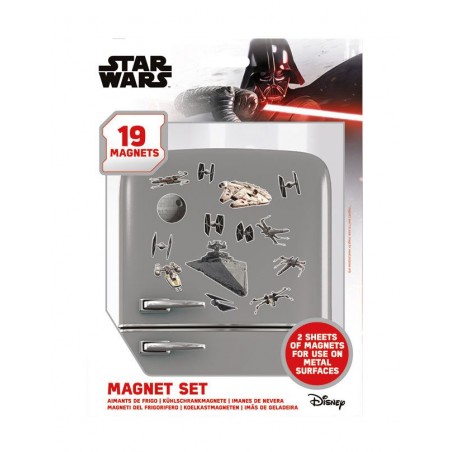 STAR
WARS
19
MAGNETS
2 SHEETS
OF MAGNETS
FOR USE ON
METAL
SURFACES
MAGNET SET
AIMANTS DE FRIGO | KÜHLSCHRANKMAGNETE | IMANES DE NEVERA
MAGNETI DEL FRIGORIFERO | KOELKASTMAGNETEN | IMÃS DE GELADEIRA
Disney